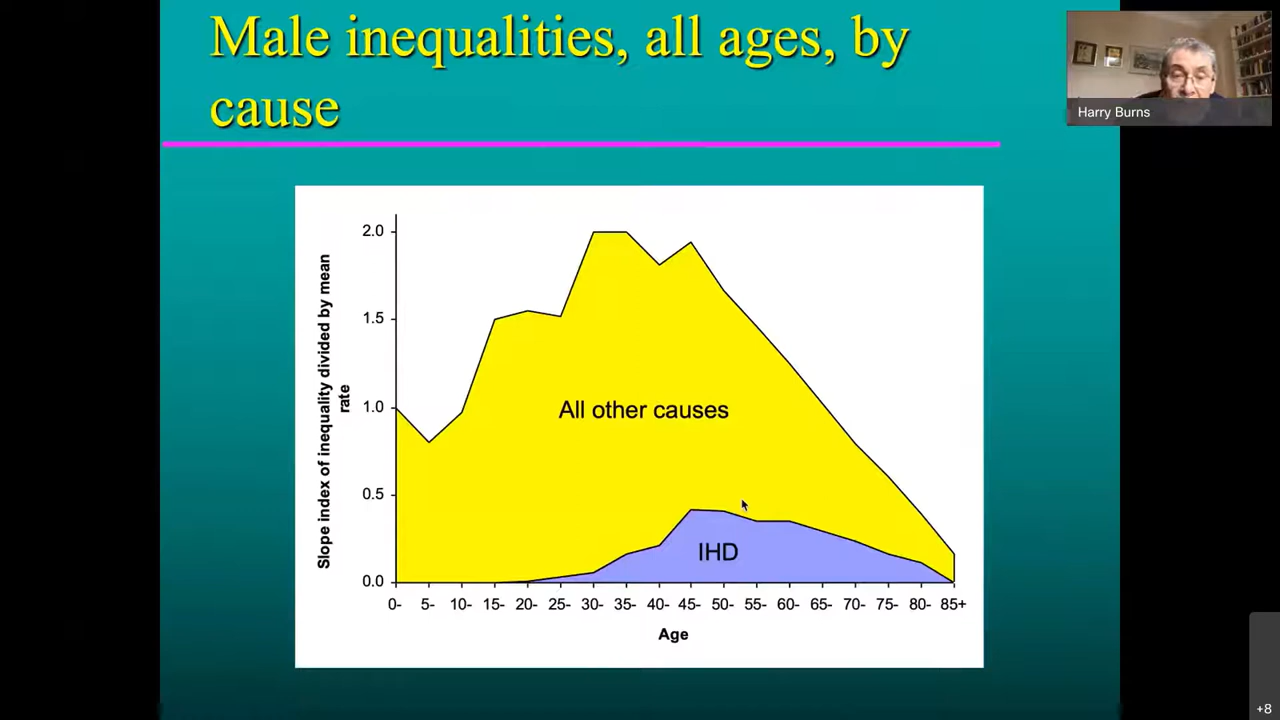 Male inequalities, all ages, by
cause
Harry Burns
Slope index of inequality divided by mean
rate
2.0
1.5
1.0
0.5
0.0
All other causes
IHD
0- 5- 10- 15- 20- 25- 30- 35- 40- 45- 50- 55- 60- 65- 70- 75- 80- 85+
Age
+8